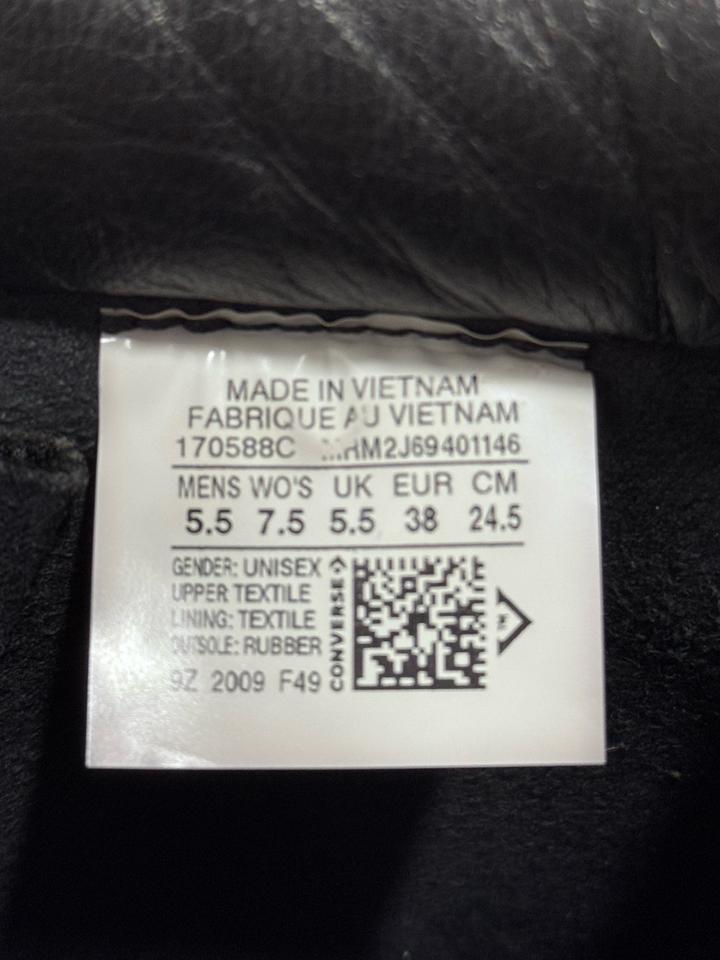 MADE IN VIETNAM
FABRIQUE AU VIETNAM
170588C
MENS WO'S UK EUR CM
5.5 7.5 5.5 38 24.5
GENDER: UNISEX
UPPER TEXTILE
LINING: TEXTILE
OUTSOLE: RUBBER
9Z 2009 F49
CONVERSE
TM